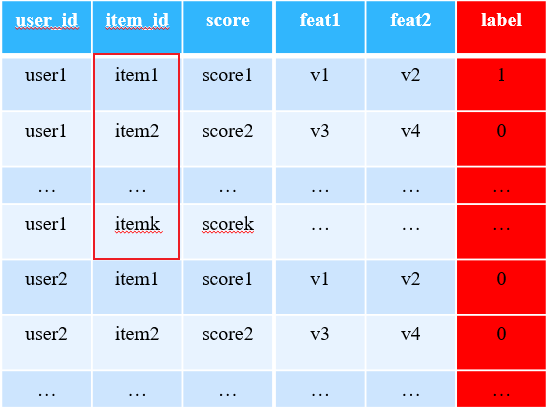 user_id item_id score feat1 feat2 label
user1 item1 score1 v1 v2 1
user1 item2 score2 v3 v4 0
... ... ... ... ... ...
user1 itemk scorek ... ... ...
user2 item1 score1 v1 v2 0
user2 item2 score2 v3 v4 0
... ... ... ... ... ...